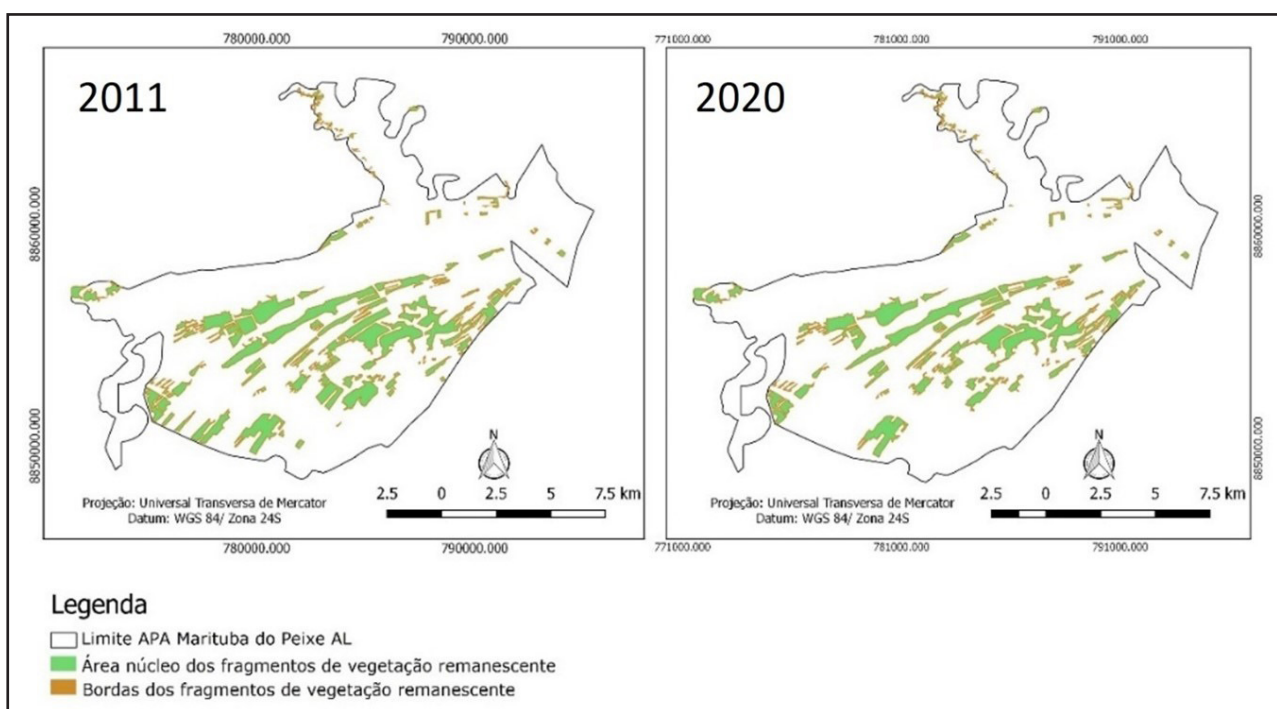 780000.000 790000.000
771000.000 781000.000 791000.000
2011
2020
8860000.000
8850000.000
8860000.000
8850000.000
N
Projeção: Universal Transversa de Mercator
Datum: WGS 84/ Zona 24S
2.5 0 2.5 5 7.5 km
N
Projeção: Universal Transversa de Mercator
Datum: WGS 84/ Zona 24S
2.5 0 2.5 5 7.5 km
780000.000 790000.000
771000.000 781000.000 791000.000
Legenda
Limite APA Marituba do Peixe AL
Área núcleo dos fragmentos de vegetação remanescente
Bordas dos fragmentos de vegetação remanescente